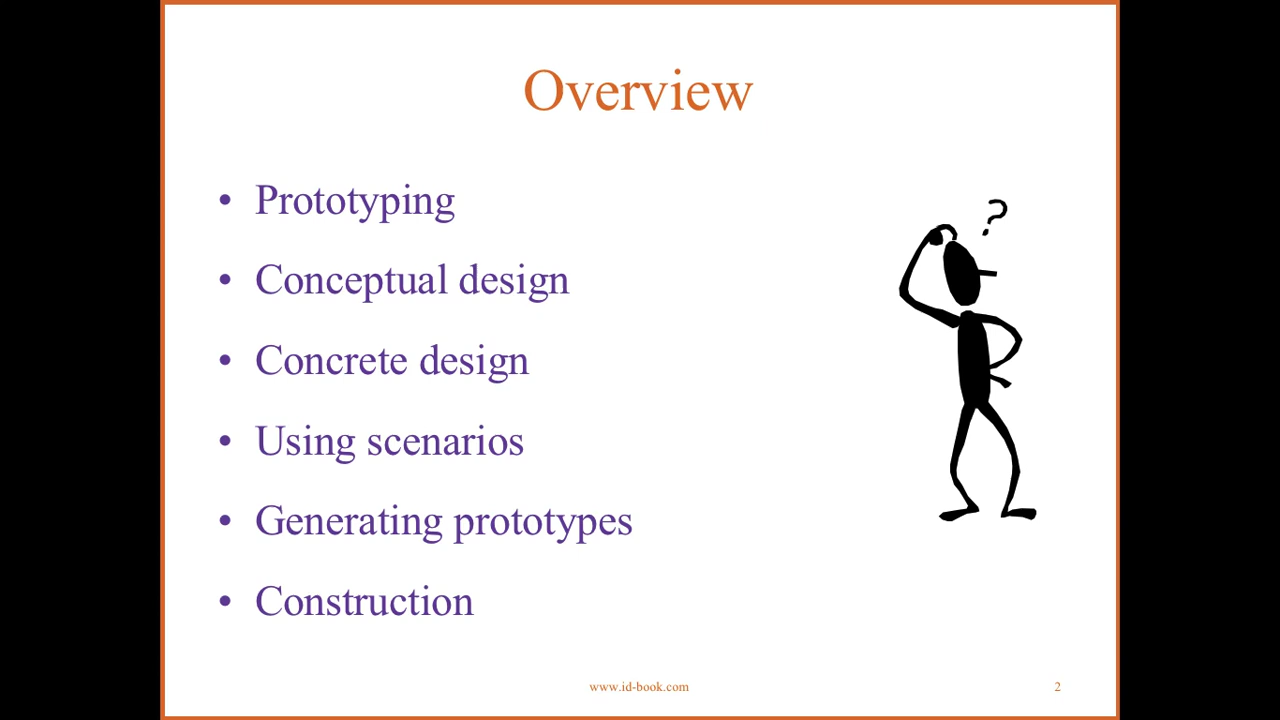 Overview
• Prototyping
• Conceptual design
• Concrete design
• Using scenarios
• Generating prototypes
• Construction
?
www.id-book.com
2